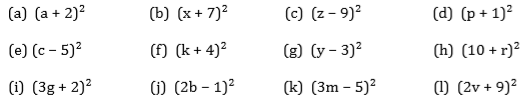 (a) (a + 2)² (b) (x + 7)² (c) (z − 9)² (d) (p + 1)²
(e) (c − 5)² (f) (k + 4)² (g) (y − 3)² (h) (10 + r)²
(i) (3g + 2)² (j) (2b − 1)² (k) (3m − 5)² (l) (2v + 9)²